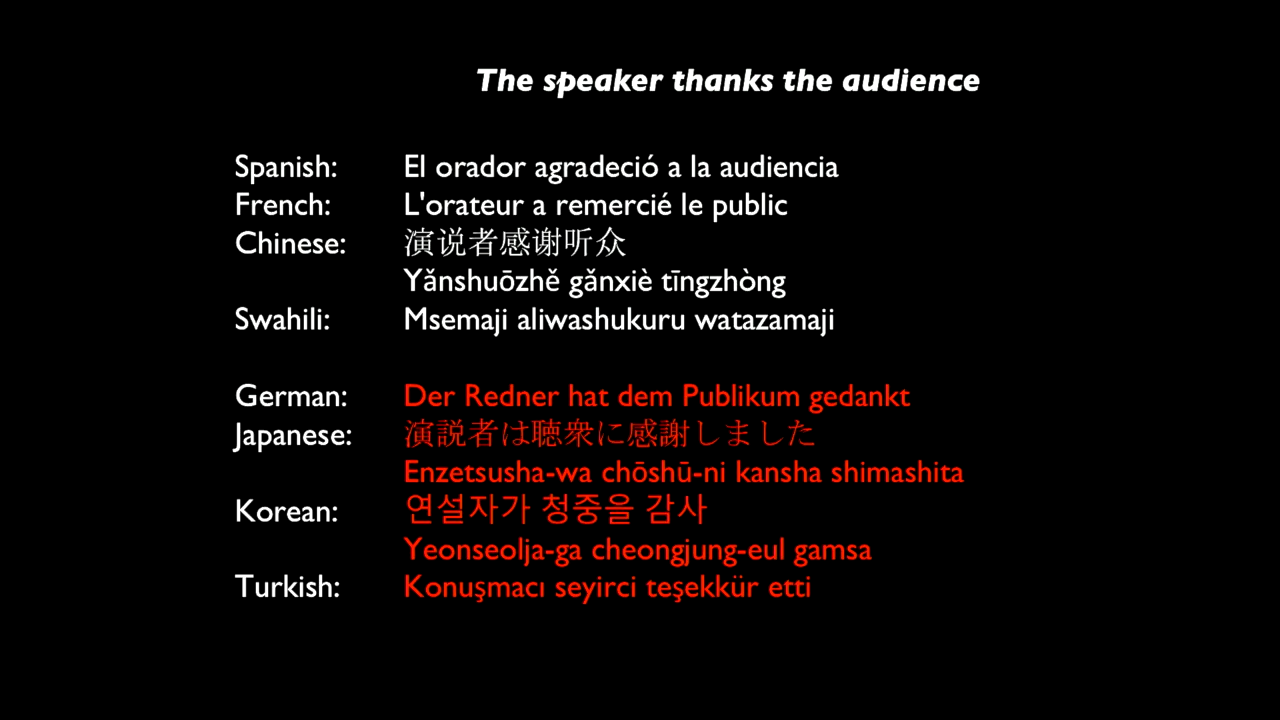 The speaker thanks the audience
Spanish: El orador agradeció a la audiencia
French: L'orateur a remercié le public
Chinese: 演说者感谢听众
Yǎnshuōzhě gǎnxiè tīngzhòng
Swahili: Msemaji aliwashukuru watazamaji
German: Der Redner hat dem Publikum gedankt
Japanese: 演説者は聴衆に感謝しました
Enzetsusha-wa chōshū-ni kansha shimashita
Korean: 연설자가 청중을 감사
Yeonseolja-ga cheongjung-eul gamsa
Turkish: Konuşmacı seyirci teşekkür etti